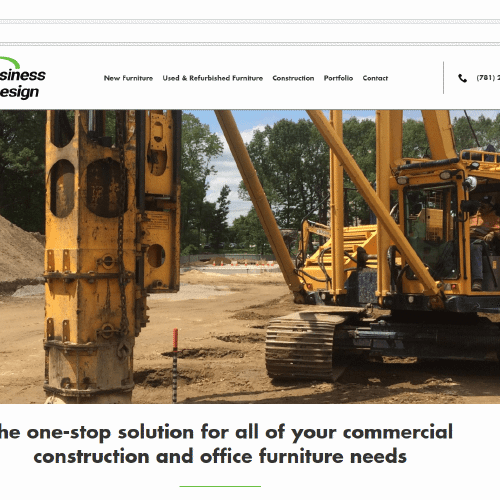 siness
esign
New Furniture Used & Refurbished Furniture Construction Portfolio Contact
(781) 2
he one-stop solution for all of your commercial
construction and office furniture needs